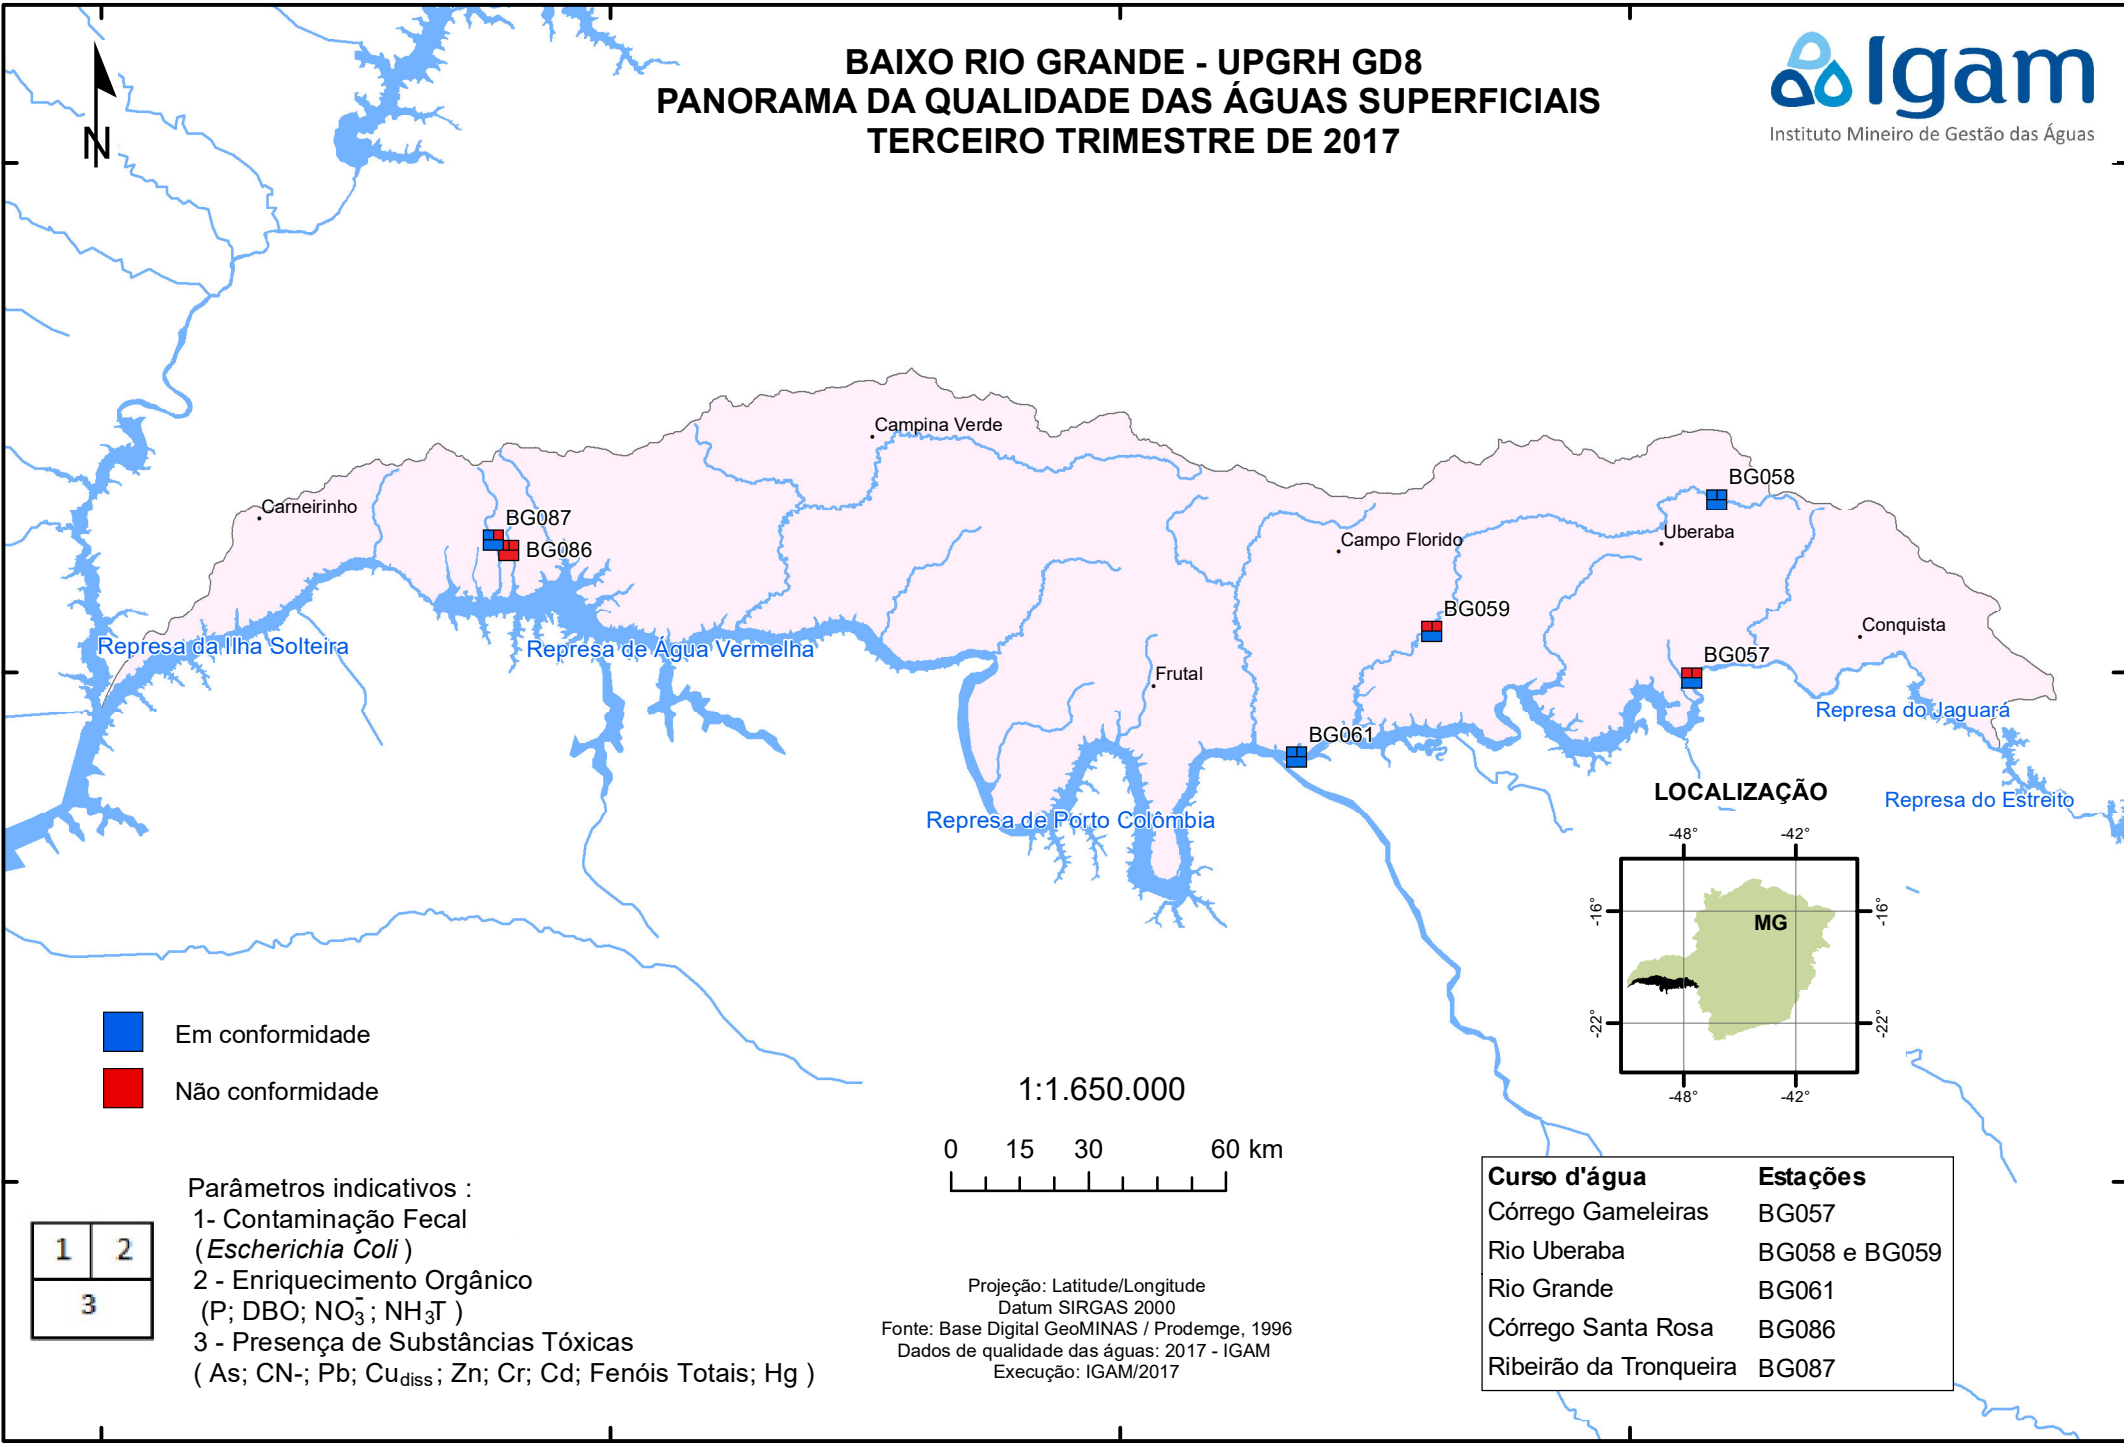 BAIXO RIO GRANDE - UPGRH GD8
PANORAMA DA QUALIDADE DAS ÁGUAS SUPERFICIAIS
TERCEIRO TRIMESTRE DE 2017
Igam
Instituto Mineiro de Gestão das Águas
N
Campina Verde
Carneirinho
BG087
BG086
BG058
Uberaba
Campo Florido
BG059
Conquista
BG057
Represa da Ilha Solteira
Represa de Água Vermelha
Frutal
Represa do Jaguará
BG061
Represa de Porto Colômbia
Represa do Estreito
LOCALIZAÇÃO
-48° -42°
-16° -16°
MG
-22° -22°
-48° -42°
Em conformidade
Não conformidade
1:1.650.000
0 15 30 60 km
Parâmetros indicativos :
1- Contaminação Fecal
(Escherichia Coli )
2 - Enriquecimento Orgânico
(P; DBO; NO₃⁻; NH₃T )
3 - Presença de Substâncias Tóxicas
( As; CN-; Pb; Cu diss ; Zn; Cr; Cd; Fenóis Totais; Hg )
1 2
3
Projeção: Latitude/Longitude
Datum SIRGAS 2000
Fonte: Base Digital GeoMINAS / Prodemge, 1996
Dados de qualidade das águas: 2017 - IGAM
Execução: IGAM/2017
Curso d'água Estações
Córrego Gameleiras BG057
Rio Uberaba BG058 e BG059
Rio Grande BG061
Córrego Santa Rosa BG086
Ribeirão da Tronqueira BG087